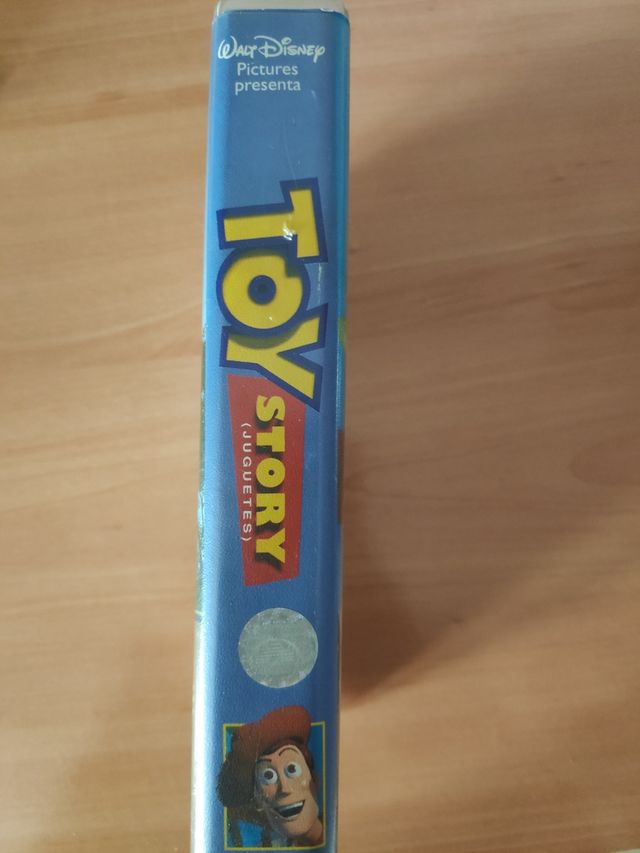 WALT DISNEY
Pictures
presenta
TOY
STORY
(JUGUETES)